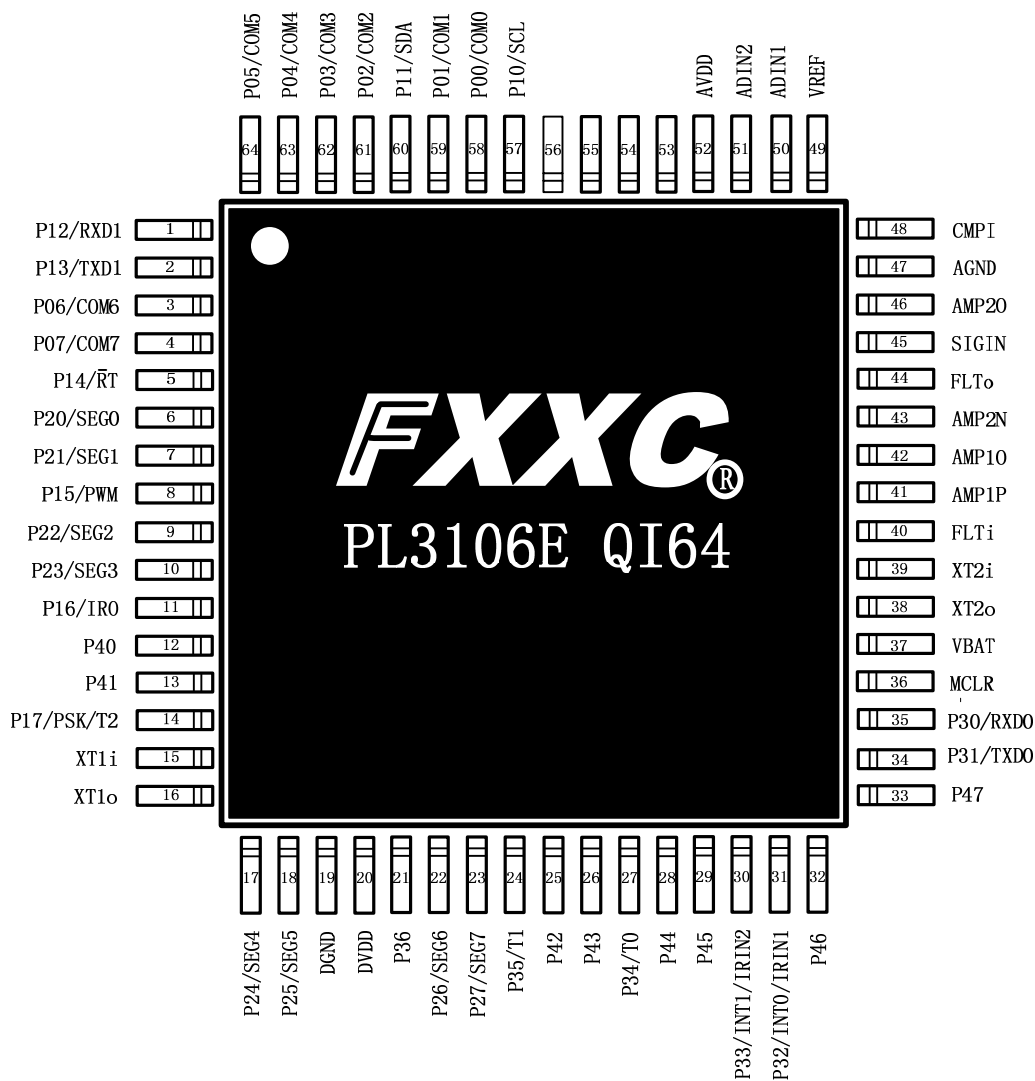 P05/COM5
P04/COM4
P03/COM3
P02/COM2
P11/SDA
P01/COM1
P00/COM0
P10/SCL
AVDD
ADIN2
ADIN1
VREF
64 63 62 61 60 59 58 57 56 55 54 53 52 51 50 49
P12/RXD1 1
P13/TXD1 2
P06/COM6 3
P07/COM7 4
P14/R̅T 5
P20/SEG0 6
P21/SEG1 7
P15/PWM 8
P22/SEG2 9
P23/SEG3 10
P16/IRO 11
P40 12
P41 13
P17/PSK/T2 14
XT1i 15
XT1o 16
FXXC®
PL3106E QI64
48 CMPI
47 AGND
46 AMP2O
45 SIGIN
44 FLTo
43 AMP2N
42 AMP1O
41 AMP1P
40 FLTi
39 XT2i
38 XT2o
37 VBAT
36 MCLR
35 P30/RXD0
34 P31/TXD0
33 P47
17 18 19 20 21 22 23 24 25 26 27 28 29 30 31 32
P24/SEG4
P25/SEG5
DGND
DVDD
P36
P26/SEG6
P27/SEG7
P35/T1
P42
P43
P34/T0
P44
P45
P33/INT1/IRIN2
P32/INT0/IRIN1
P46